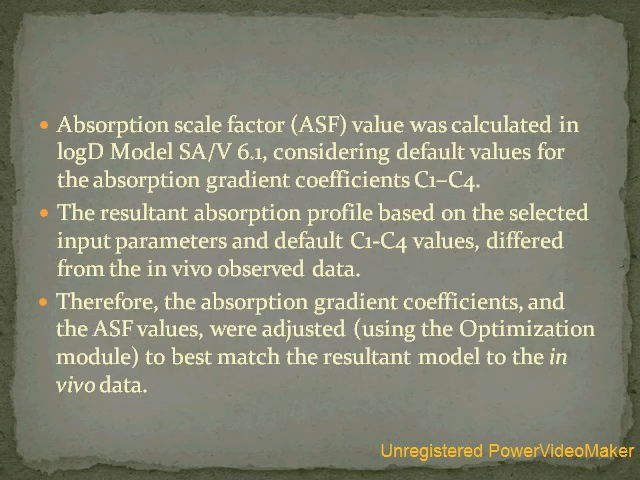 • Absorption scale factor (ASF) value was calculated in
logD Model SA/V 6.1, considering default values for
the absorption gradient coefficients C1–C4.
• The resultant absorption profile based on the selected
input parameters and default C1-C4 values, differed
from the in vivo observed data.
• Therefore, the absorption gradient coefficients, and
the ASF values, were adjusted (using the Optimization
module) to best match the resultant model to the in
vivo data.
Unregistered PowerVideoMaker